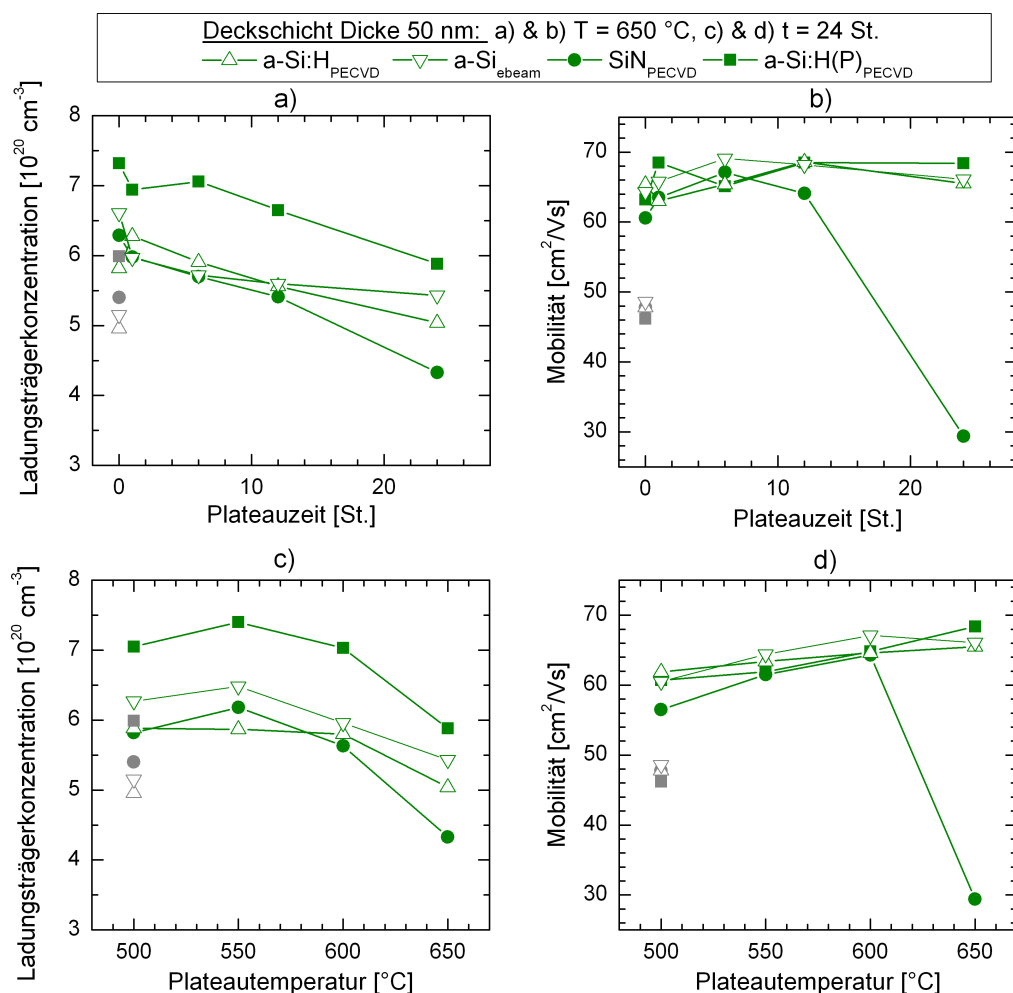 Deckschicht Dicke 50 nm: a) & b) T = 650 °C, c) & d) t = 24 St.
a-Si:H_PECVD a-Si_ebeam SiN_PECVD a-Si:H(P)_PECVD
a) b)
Ladungsträgerkonzentration [10^20 cm^-3]
8
7
6
5
4
3
0 10 20
Plateauzeit [St.]
Mobilität [cm^2/Vs]
70
60
50
40
30
0 10 20
Plateauzeit [St.]
c) d)
Ladungsträgerkonzentration [10^20 cm^-3]
8
7
6
5
4
3
500 550 600 650
Plateautemperatur [°C]
Mobilität [cm^2/Vs]
70
60
50
40
30
500 550 600 650
Plateautemperatur [°C]